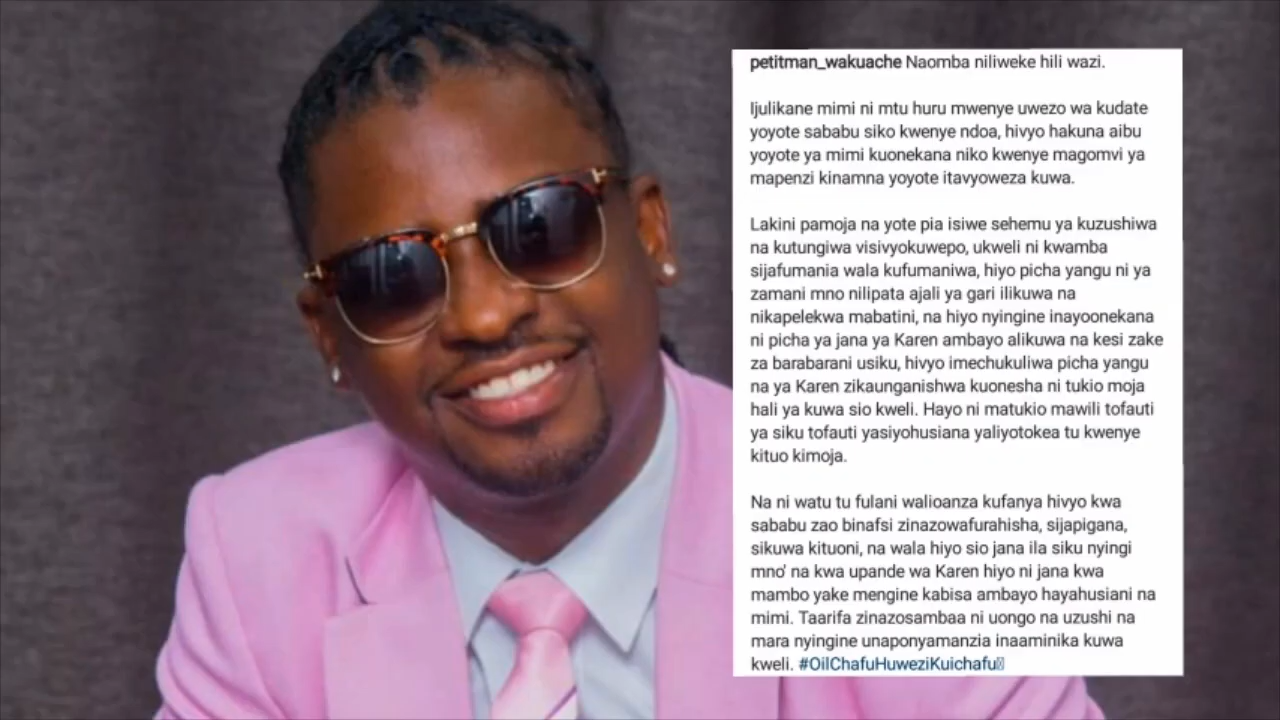 petitman_wakuache Naomba niliweke hili wazi.
Ijulikane mimi ni mtu huru mwenye uwezo wa kudate
yoyote sababu siko kwenye ndoa, hivyo hakuna aibu
yoyote ya mimi kuonekana niko kwenye magomvi ya
mapenzi kinamna yoyote itavyoweza kuwa.
Lakini pamoja na yote pia isiwe sehemu ya kuzushiwa
na kutungiwa visivyokuwepo, ukweli ni kwamba
sijafumania wala kufumaniwa, hiyo picha yangu ni ya
zamani mno nilipata ajali ya gari ilikuwa na
nikapelekwa mabatini, na hiyo nyingine inayoonekana
ni picha ya jana ya Karen ambayo alikuwa na kesi zake
za barabarani usiku, hivyo imechukuliwa picha yangu
na ya Karen zikaunganishwa kuonesha ni tukio moja
hali ya kuwa sio kweli. Hayo ni matukio mawili tofauti
ya siku tofauti yasiyohusiana yaliyotokea tu kwenye
kituo kimoja.
Na ni watu tu fulani walioanza kufanya hivyo kwa
sababu zao binafsi zinazowafurahisha, sijapigana,
sikuwa kituoni, na wala hiyo sio jana ila siku nyingi
mno' na kwa upande wa Karen hiyo ni jana kwa
mambo yake mengine kabisa ambayo hayahusiani na
mimi. Taarifa zinazosambaa ni uongo na uzushi na
mara nyingine unaponyamanzia inaaminika kuwa
kweli. #OilChafuHuweziKuichafu